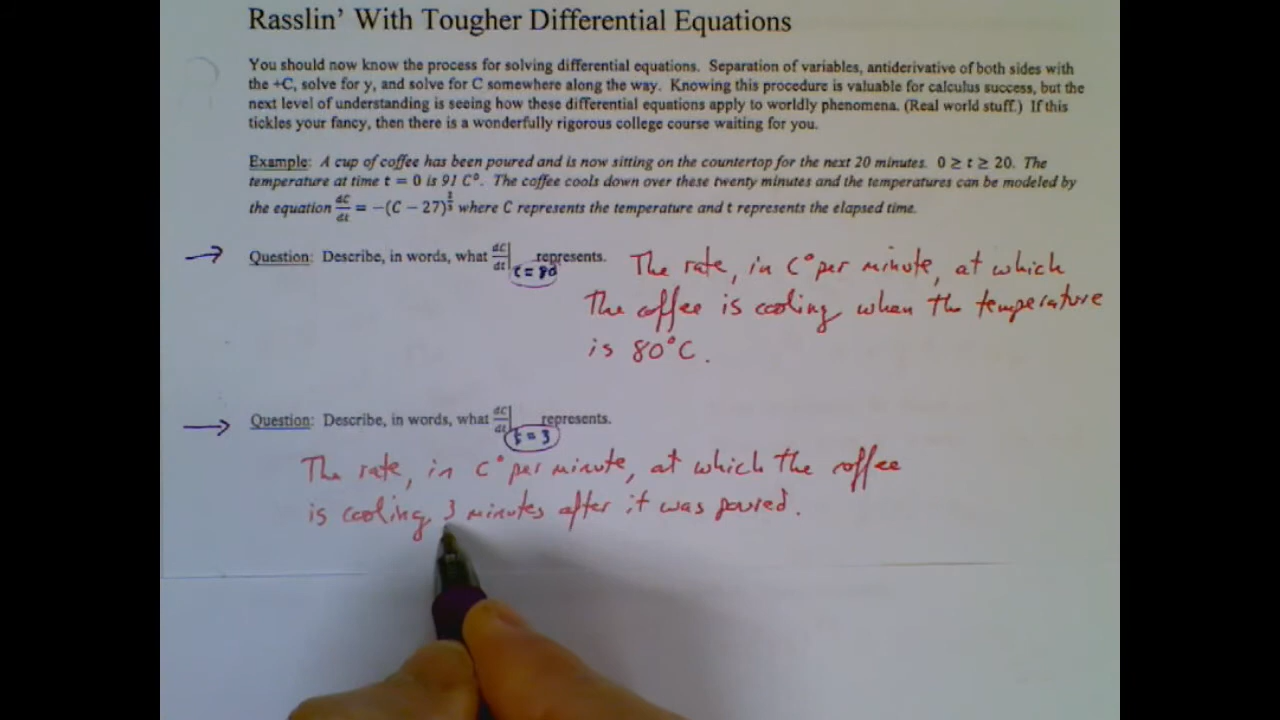 Rasslin' With Tougher Differential Equations
You should now know the process for solving differential equations. Separation of variables, antiderivative of both sides with
the +C, solve for y, and solve for C somewhere along the way. Knowing this procedure is valuable for calculus success, but the
next level of understanding is seeing how these differential equations apply to worldly phenomena. (Real world stuff.) If this
tickles your fancy, then there is a wonderfully rigorous college course waiting for you.
Example: A cup of coffee has been poured and is now sitting on the countertop for the next 20 minutes. 0 ≥ t ≥ 20. The
temperature at time t = 0 is 91 C°. The coffee cools down over these twenty minutes and the temperatures can be modeled by
the equation dC/dt = −(C − 27) where C represents the temperature and t represents the elapsed time.
Question: Describe, in words, what dC/dt| C = 80 represents.
The rate, in C° per minute, at which
the coffee is cooling when the temperature
is 80°C.
Question: Describe, in words, what dC/dt| t = 3 represents.
The rate, in C° per minute, at which the coffee
is cooling 3 minutes after it was poured.